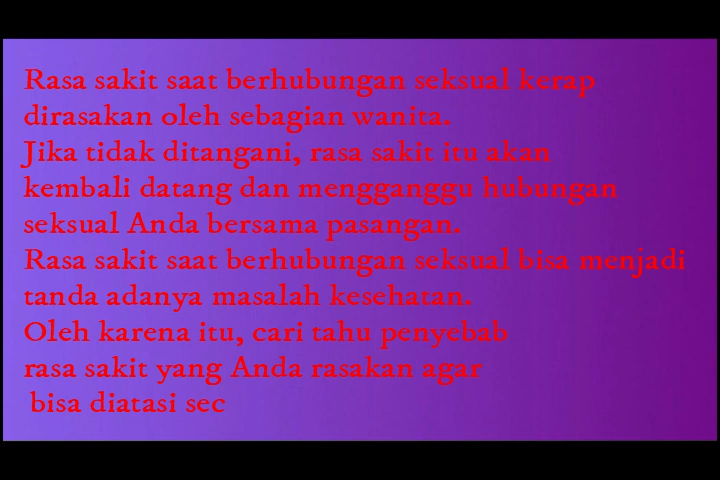 Rasa sakit saat berhubungan seksual kerap
dirasakan oleh sebagian wanita.
Jika tidak ditangani, rasa sakit itu akan
kembali datang dan mengganggu hubungan
seksual Anda bersama pasangan.
Rasa sakit saat berhubungan seksual bisa menjadi
tanda adanya masalah kesehatan.
Oleh karena itu, cari tahu penyebab
rasa sakit yang Anda rasakan agar
bisa diatasi sec